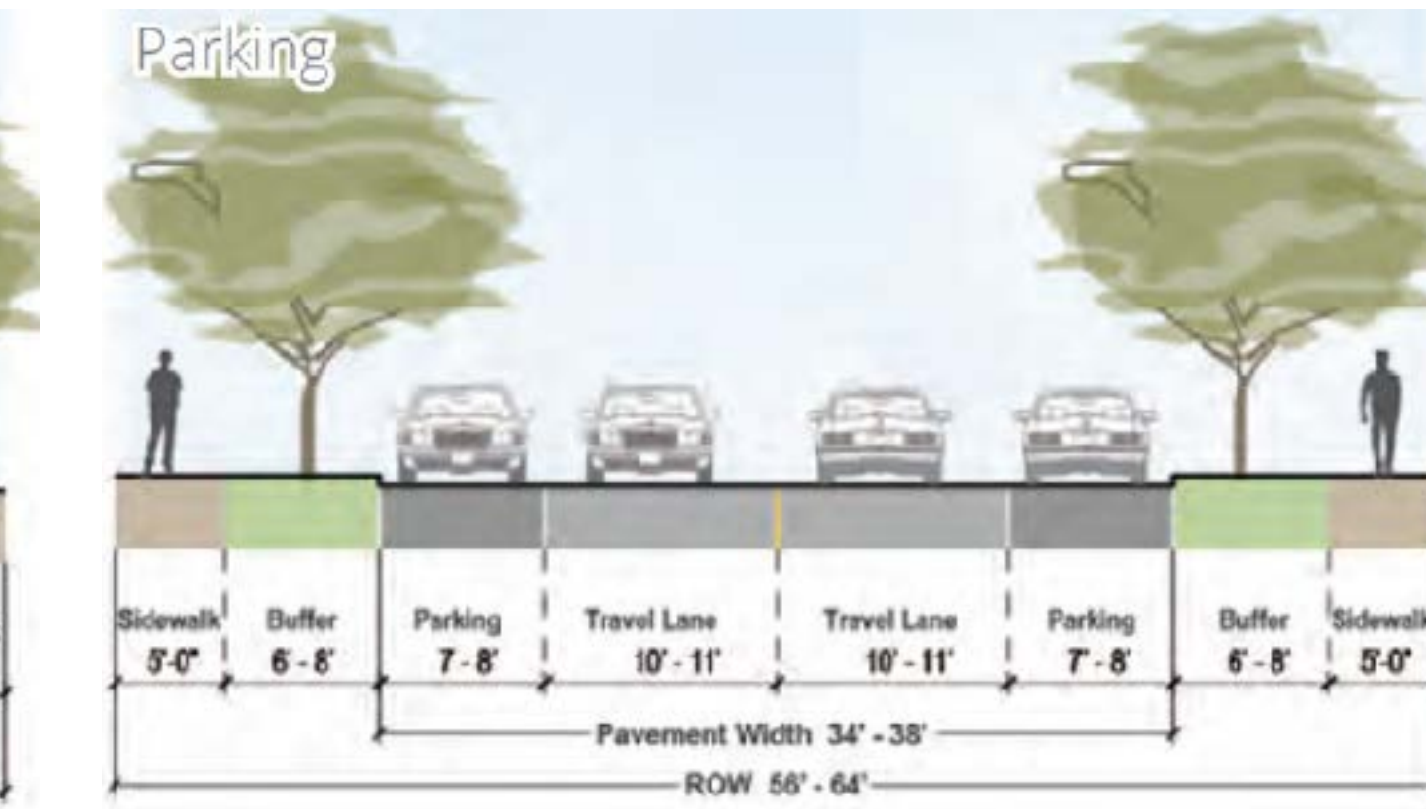 Parking
Sidewalk Buffer Parking Travel Lane Travel Lane Parking Buffer Sidewalk
5'-0" 6' - 8' 7' - 8' 10' - 11' 10' - 11' 7' - 8' 6' - 8' 5'-0"
Pavement Width 34' - 38'
ROW 56' - 64'